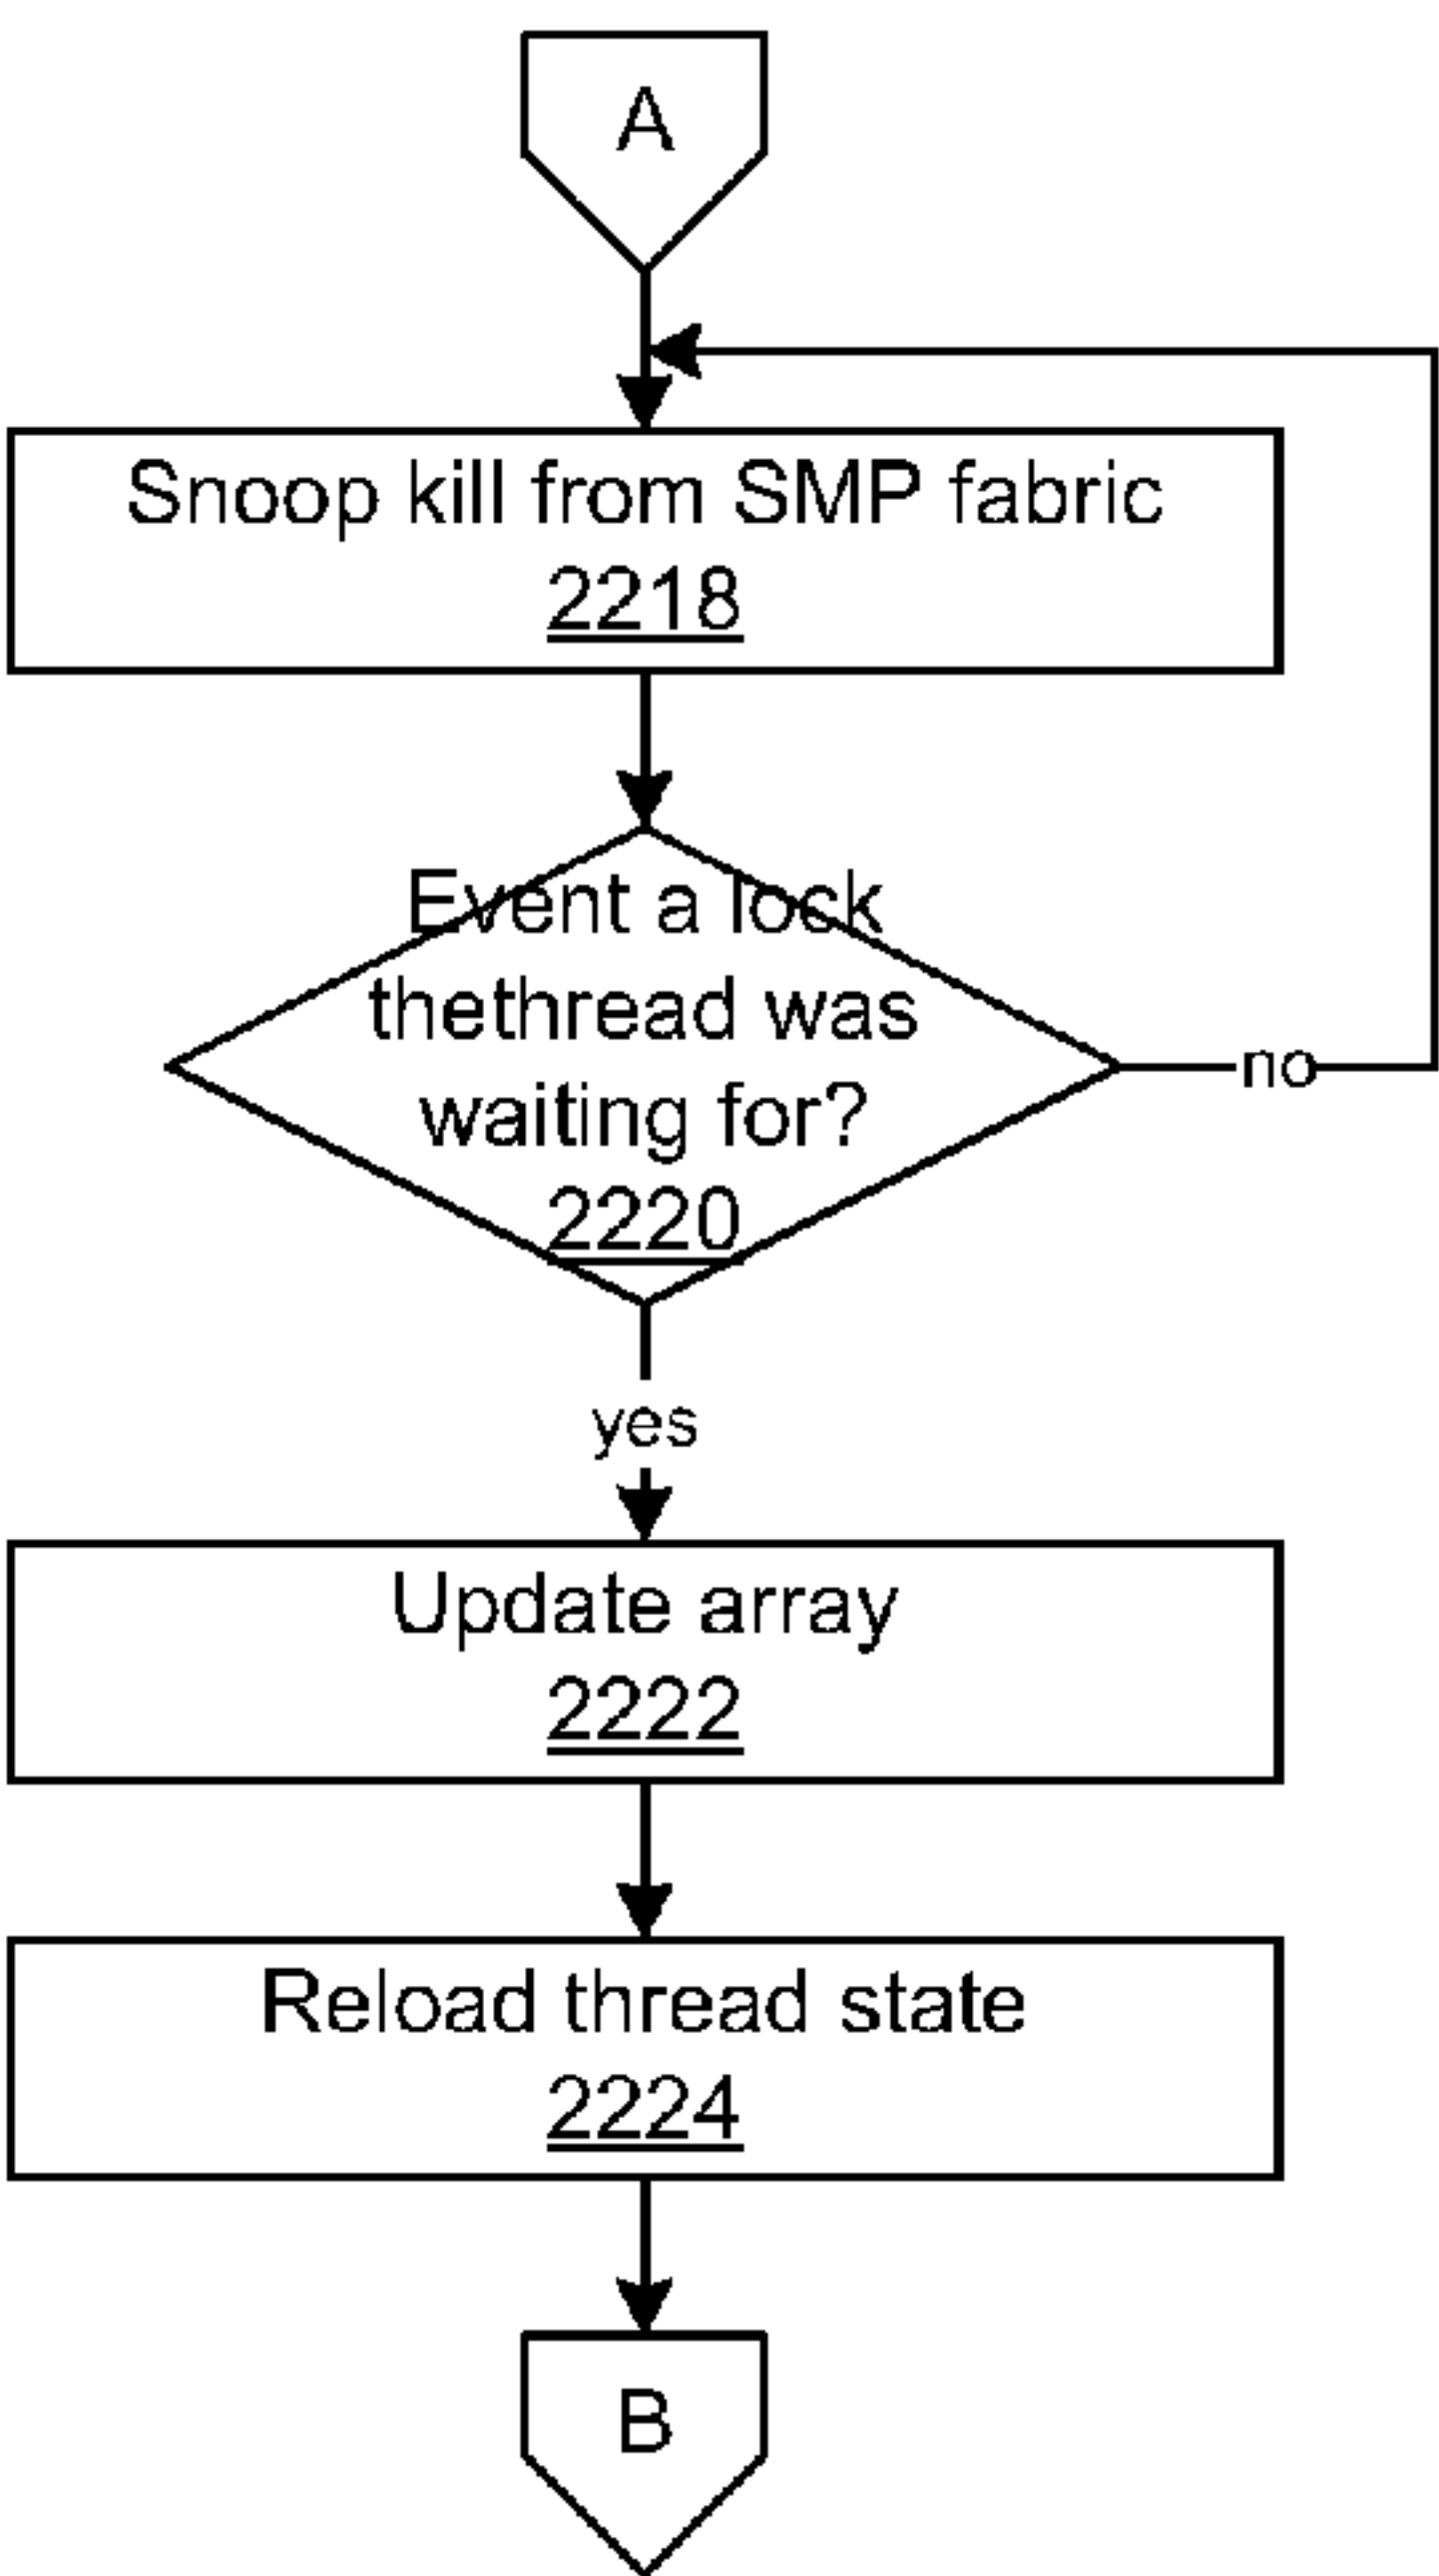 A
Snoop kill from SMP fabric
2218
Event a lock
thethread was
waiting for?
2220
no
yes
Update array
2222
Reload thread state
2224
B